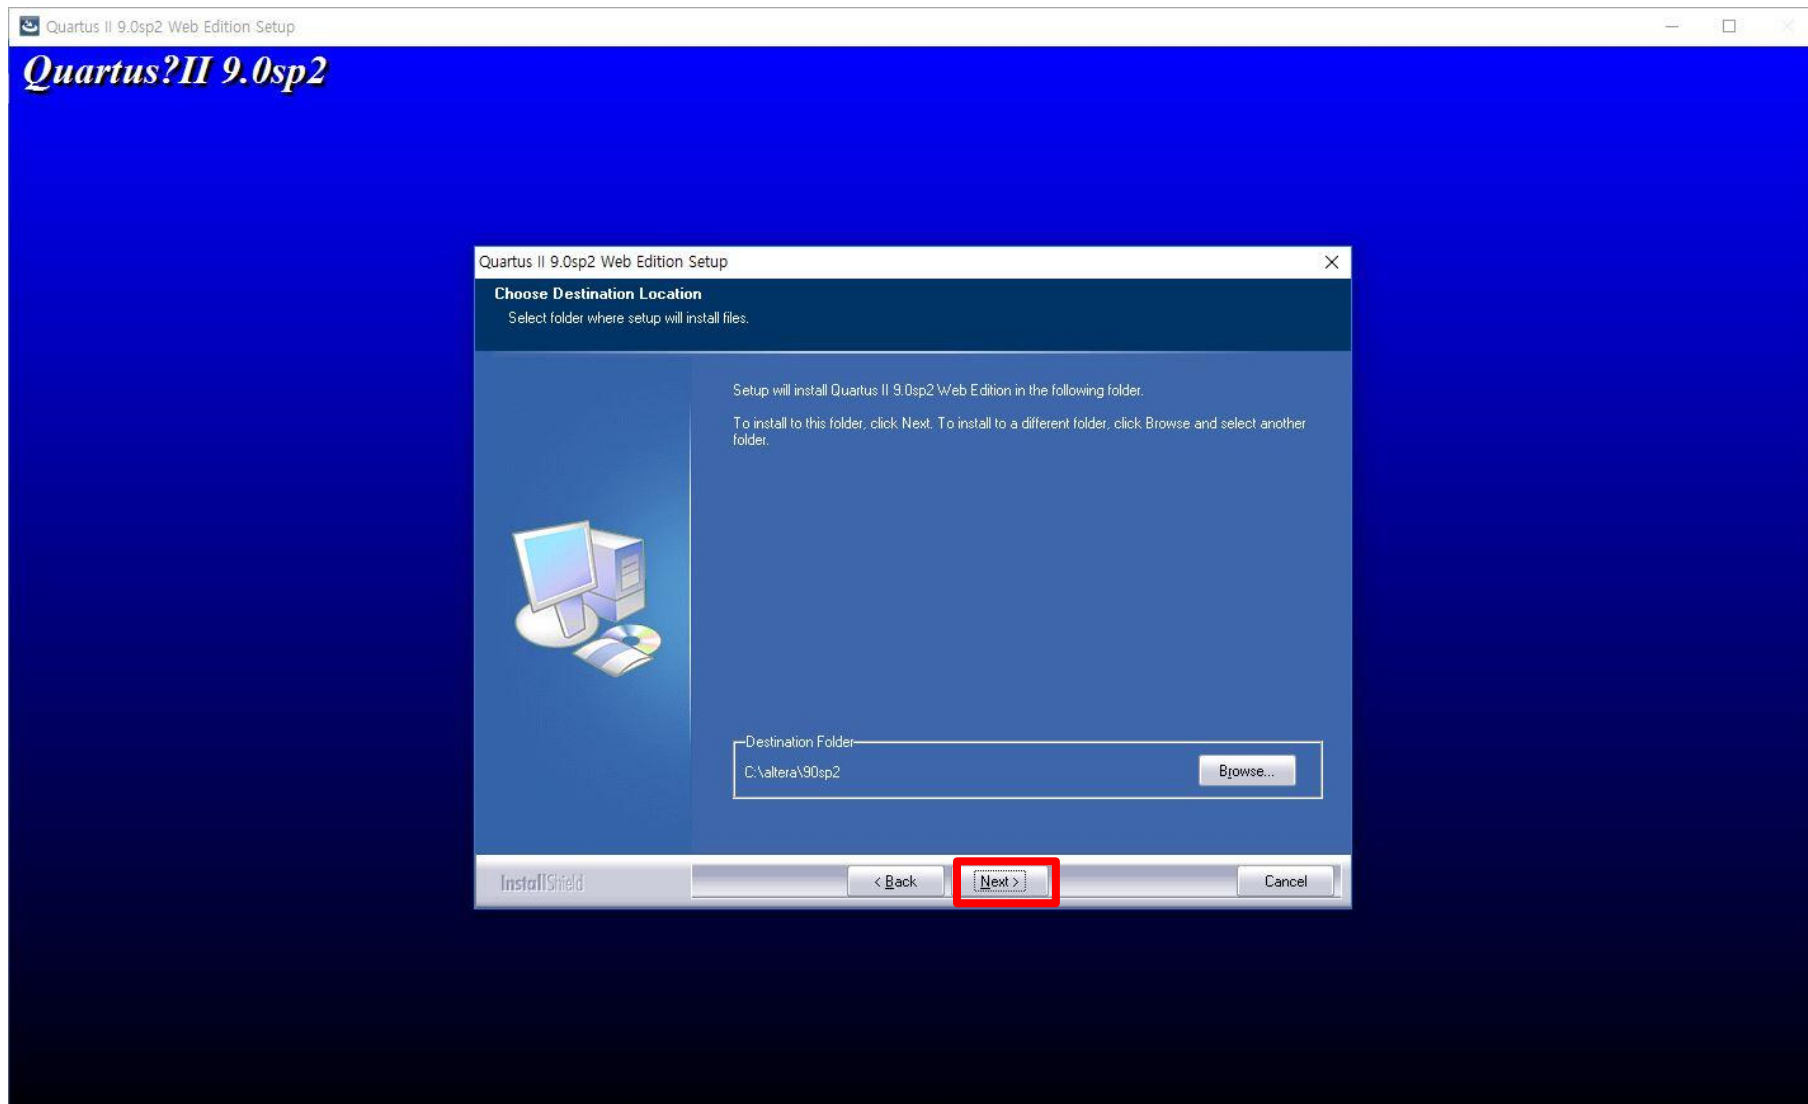 Quartus II 9.0sp2 Web Edition Setup
Quartus?II 9.0sp2
Quartus II 9.0sp2 Web Edition Setup
Choose Destination Location
Select folder where setup will install files.
Setup will install Quartus II 9.0sp2 Web Edition in the following folder.
To install to this folder, click Next. To install to a different folder, click Browse and select another
folder.
Destination Folder
C:\altera\90sp2
Browse...
InstallShield
< Back
Next >
Cancel